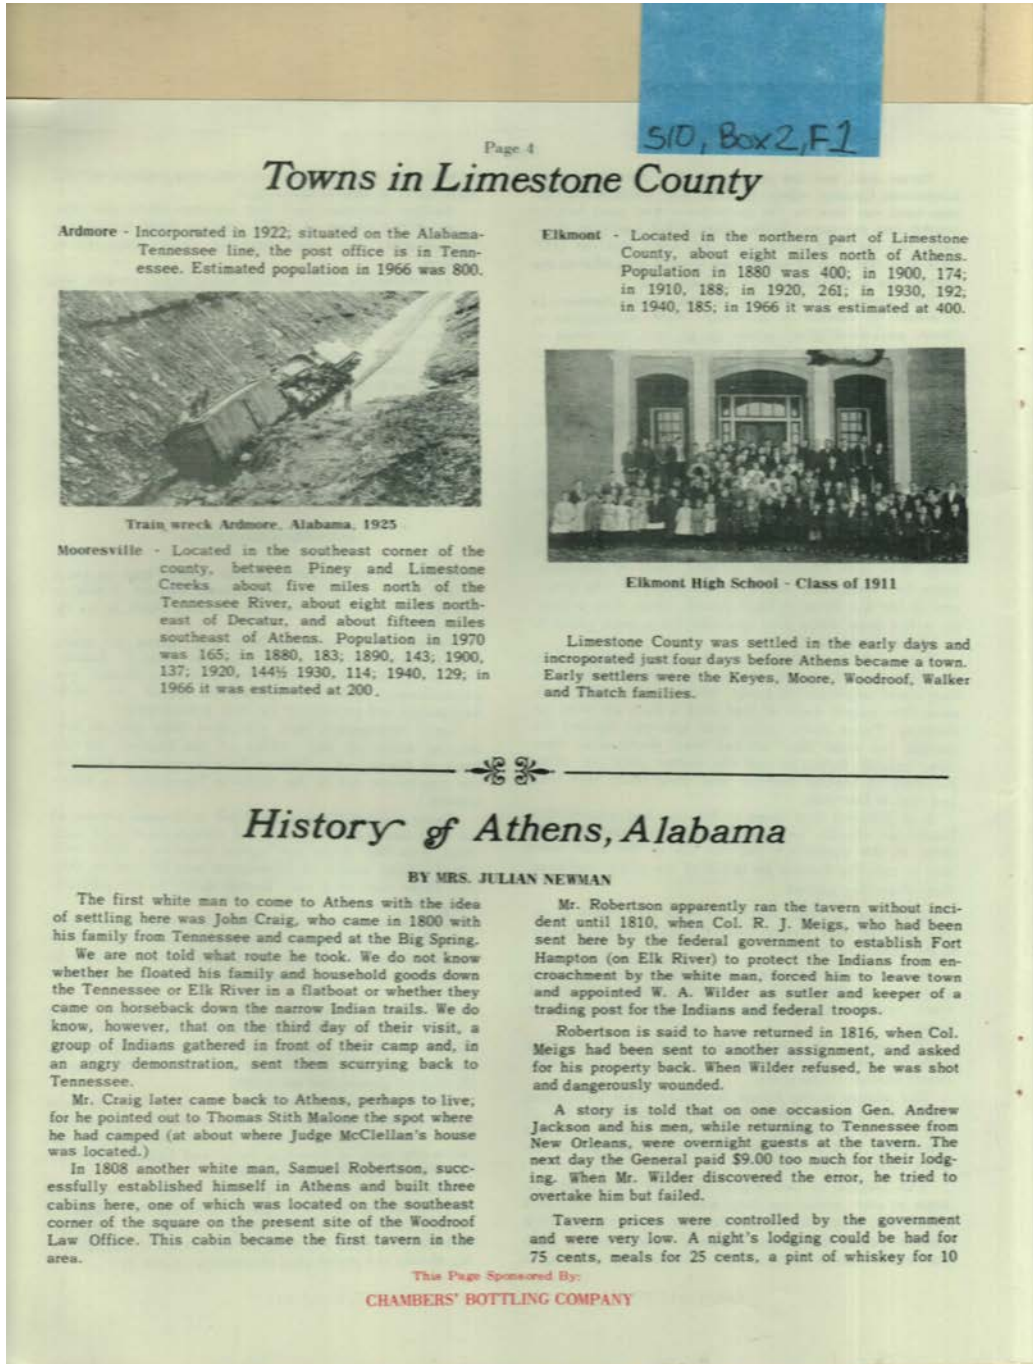 S10, Box 2, F1
Page 4
Towns in Limestone County
Ardmore - Incorporated in 1922; situated on the Alabama-
Tennessee line, the post office is in Tenn-
essee. Estimated population in 1966 was 800.
Train wreck Ardmore, Alabama, 1925
Mooresville - Located in the southeast corner of the
county, between Piney and Limestone
Creeks about five miles north of the
Tennessee River, about eight miles north-
east of Decatur, and about fifteen miles
southeast of Athens. Population in 1970
was 165; in 1880, 183; 1890, 143; 1900,
137; 1920, 144½ 1930, 114; 1940, 129; in
1966 it was estimated at 200.
Elkmont - Located in the northern part of Limestone
County, about eight miles north of Athens.
Population in 1880 was 400; in 1900, 174;
in 1910, 188; in 1920, 261; in 1930, 192;
in 1940, 185; in 1966 it was estimated at 400.
Elkmont High School - Class of 1911
Limestone County was settled in the early days and
incroporated just four days before Athens became a town.
Early settlers were the Keyes, Moore, Woodroof, Walker
and Thatch families.
History of Athens, Alabama
BY MRS. JULIAN NEWMAN
The first white man to come to Athens with the idea
of settling here was John Craig, who came in 1800 with
his family from Tennessee and camped at the Big Spring.
We are not told what route he took. We do not know
whether he floated his family and household goods down
the Tennessee or Elk River in a flatboat or whether they
came on horseback down the narrow Indian trails. We do
know, however, that on the third day of their visit, a
group of Indians gathered in front of their camp and, in
an angry demonstration, sent them scurrying back to
Tennessee.
Mr. Craig later came back to Athens, perhaps to live,
for he pointed out to Thomas Stith Malone the spot where
he had camped (at about where Judge McClellan's house
was located.)
In 1808 another white man, Samuel Robertson, succ-
essfully established himself in Athens and built three
cabins here, one of which was located on the southeast
corner of the square on the present site of the Woodroof
Law Office. This cabin became the first tavern in the
area.
Mr. Robertson apparently ran the tavern without inci-
dent until 1810, when Col. R. J. Meigs, who had been
sent here by the federal government to establish Fort
Hampton (on Elk River) to protect the Indians from en-
croachment by the white man, forced him to leave town
and appointed W. A. Wilder as sutler and keeper of a
trading post for the Indians and federal troops.
Robertson is said to have returned in 1816, when Col.
Meigs had been sent to another assignment, and asked
for his property back. When Wilder refused, he was shot
and dangerously wounded.
A story is told that on one occasion Gen. Andrew
Jackson and his men, while returning to Tennessee from
New Orleans, were overnight guests at the tavern. The
next day the General paid $9.00 too much for their lodg-
ing. When Mr. Wilder discovered the error, he tried to
overtake him but failed.
Tavern prices were controlled by the government
and were very low. A night's lodging could be had for
75 cents, meals for 25 cents, a pint of whiskey for 10
This Page Sponsored By:
CHAMBERS' BOTTLING COMPANY